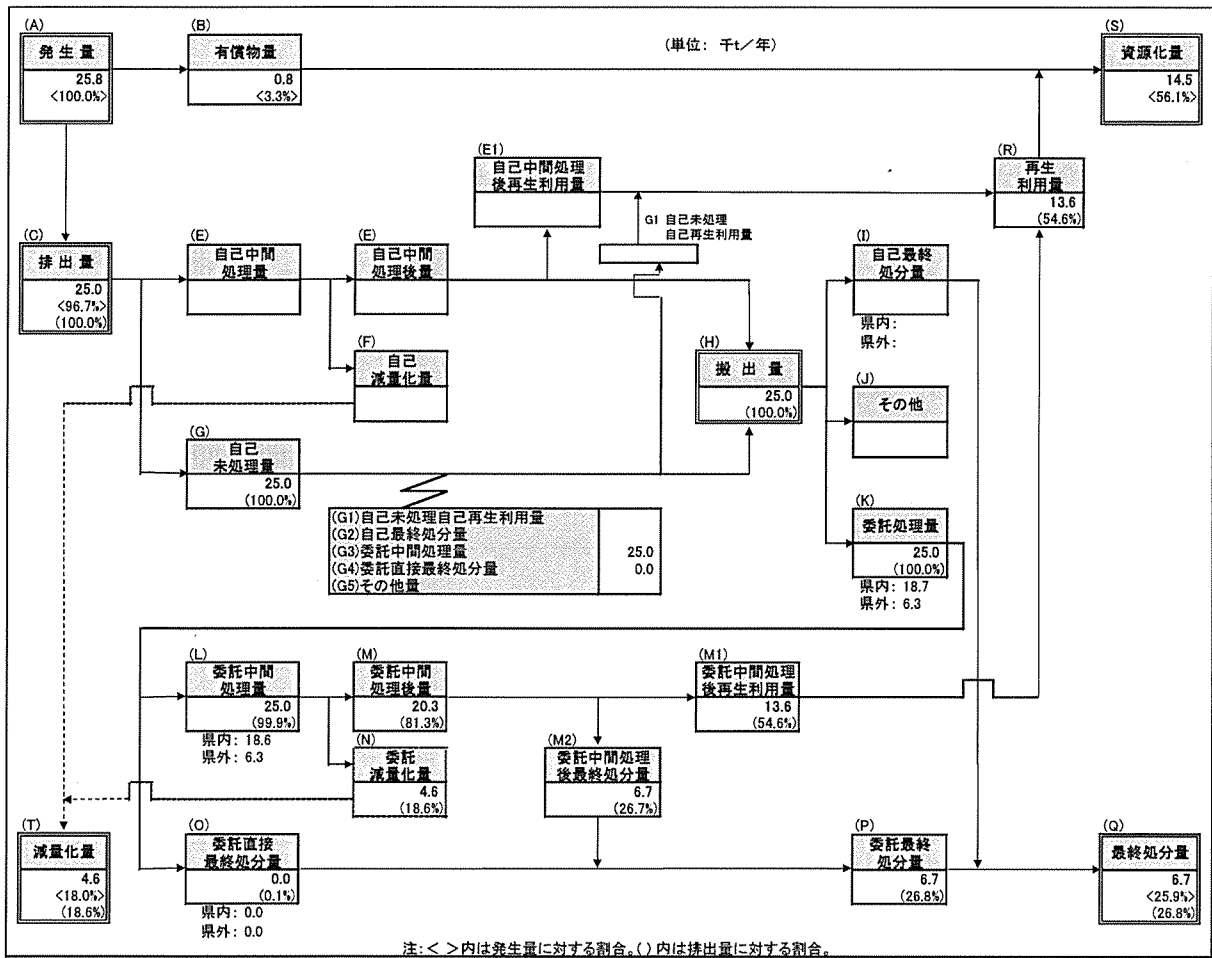 (A)
発生量
25.8
<100.0%>
(B)
有償物量
0.8
<3.3%>
(単位: 千t/年)
(S)
資源化量
14.5
<56.1%>
(E1)
自己中間処理
後再生利用量
(R)
再生
利用量
13.6
(54.6%)
G1 自己未処理
自己再生利用量
(C)
排出量
25.0
<96.7%>
(100.0%)
(E)
自己中間
処理量
(E)
自己中間
処理後量
(I)
自己最終
処分量
県内:
県外:
(F)
自己
減量化量
(H)
搬出量
25.0
(100.0%)
(J)
その他
(G)
自己
未処理量
25.0
(100.0%)
(G1)自己未処理自己再生利用量
(G2)自己最終処分量
(G3)委託中間処理量 25.0
(G4)委託直接最終処分量 0.0
(G5)その他量
(K)
委託処理量
25.0
(100.0%)
県内: 18.7
県外: 6.3
(L)
委託中間
処理量
25.0
(99.9%)
県内: 18.6
県外: 6.3
(M)
委託中間
処理後量
20.3
(81.3%)
(M1)
委託中間処理
後再生利用量
13.6
(54.6%)
(N)
委託
減量化量
4.6
(18.6%)
(M2)
委託中間処理
後最終処分量
6.7
(26.7%)
(T)
減量化量
4.6
<18.0%>
(18.6%)
(O)
委託直接
最終処分量
0.0
(0.1%)
県内: 0.0
県外: 0.0
(P)
委託最終
処分量
6.7
(26.8%)
(Q)
最終処分量
6.7
<25.9%>
(26.8%)
注:< >内は発生量に対する割合。( )内は排出量に対する割合。